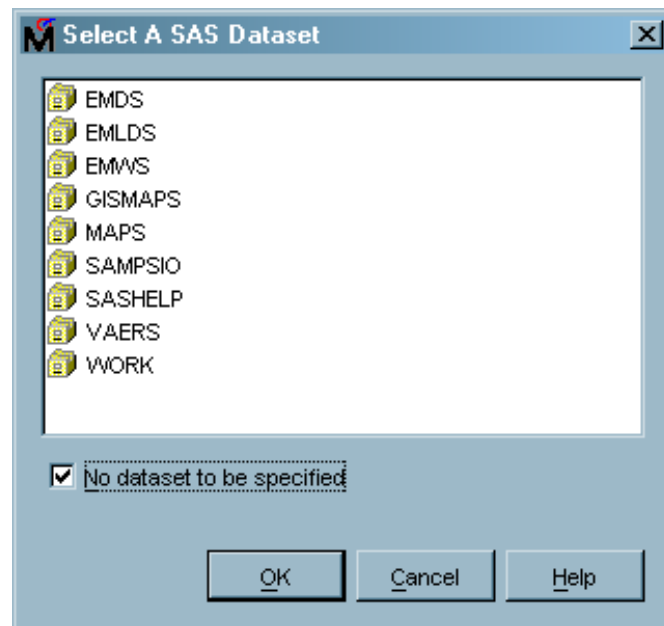 Select A SAS Dataset
EMDS
EMLDS
EMWS
GISMAPS
MAPS
SAMPSIO
SASHELP
VAERS
WORK
No dataset to be specified
OK
Cancel
Help